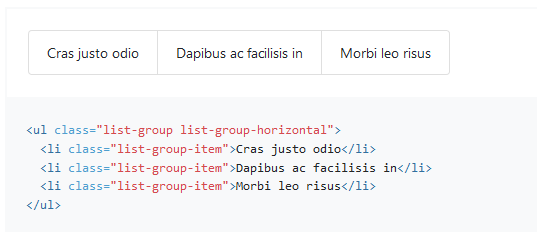 Cras justo odio Dapibus ac facilisis in Morbi leo risus
<ul class="list-group list-group-horizontal">
  <li class="list-group-item">Cras justo odio</li>
  <li class="list-group-item">Dapibus ac facilisis in</li>
  <li class="list-group-item">Morbi leo risus</li>
</ul>